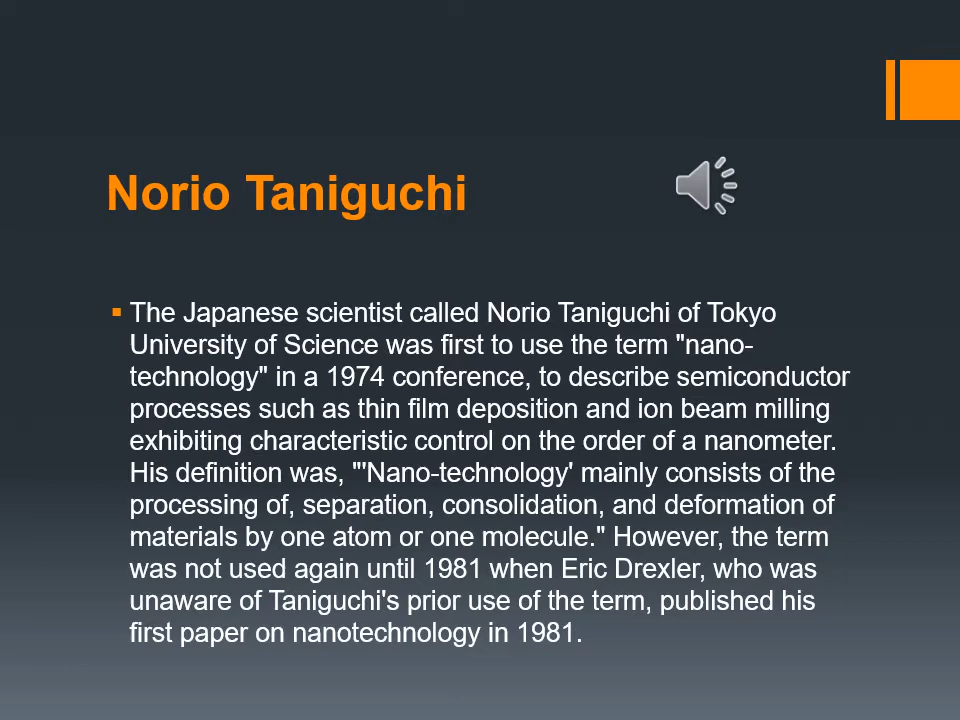 Norio Taniguchi
▪ The Japanese scientist called Norio Taniguchi of Tokyo
University of Science was first to use the term "nano-
technology" in a 1974 conference, to describe semiconductor
processes such as thin film deposition and ion beam milling
exhibiting characteristic control on the order of a nanometer.
His definition was, "'Nano-technology' mainly consists of the
processing of, separation, consolidation, and deformation of
materials by one atom or one molecule." However, the term
was not used again until 1981 when Eric Drexler, who was
unaware of Taniguchi's prior use of the term, published his
first paper on nanotechnology in 1981.